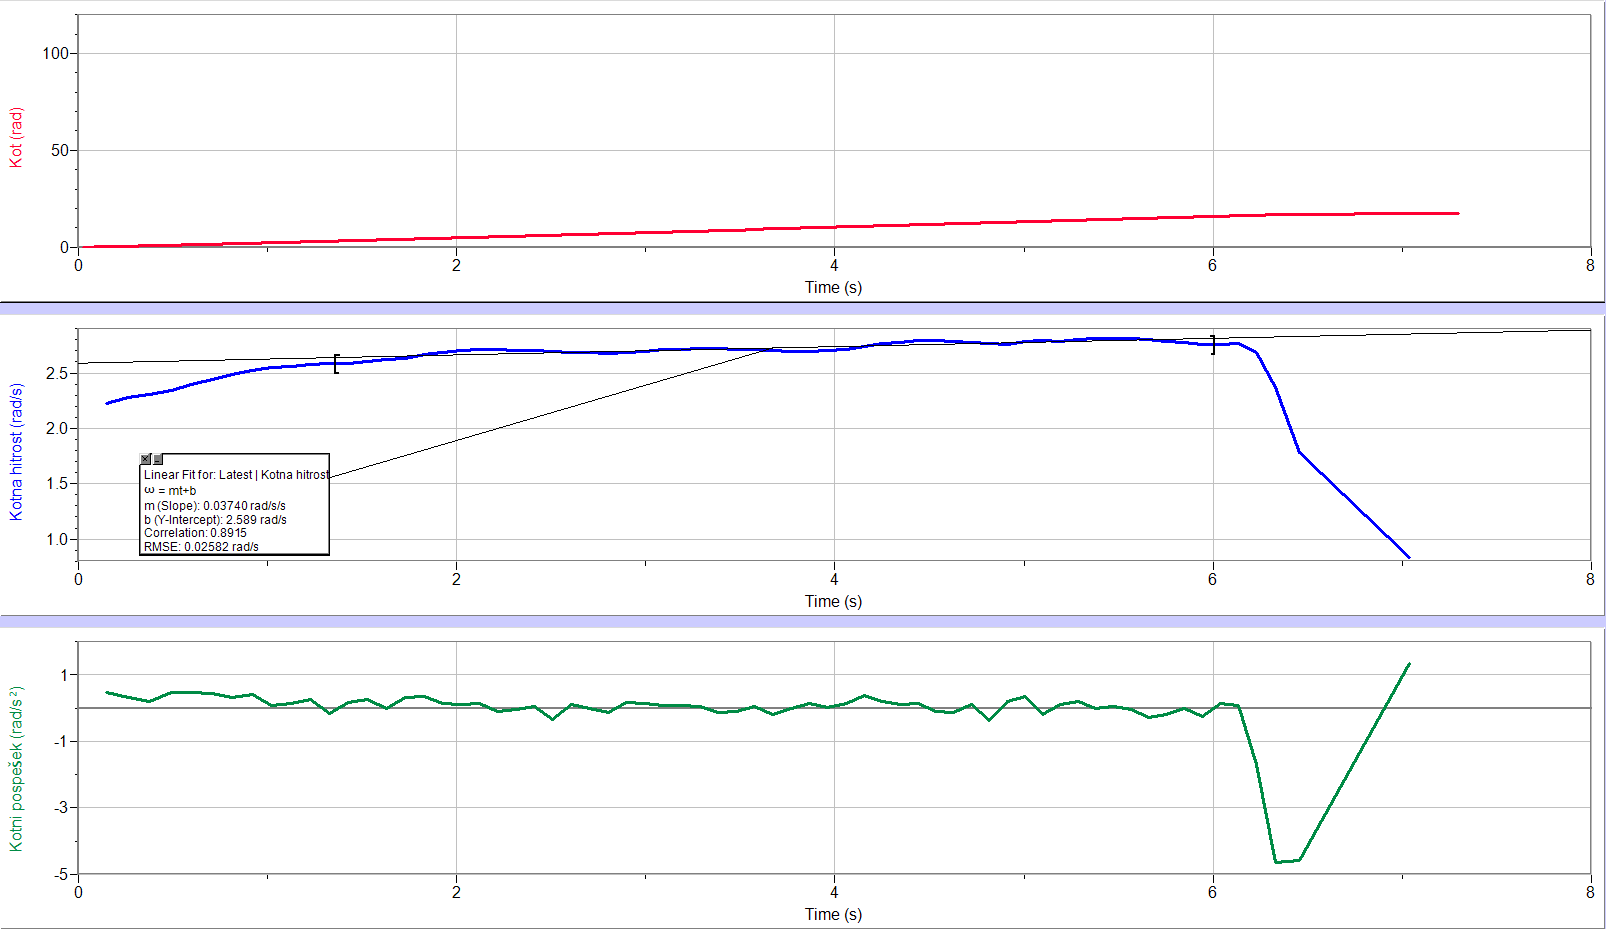 Kot (rad)
100
50
0
0 2 4 6 8
Time (s)
Kotna hitrost (rad/s)
2.5
2.0
1.5
1.0
Linear Fit for: Latest | Kotna hitrost
ω = mt+b
m (Slope): 0.03740 rad/s/s
b (Y-Intercept): 2.589 rad/s
Correlation: 0.8915
RMSE: 0.02582 rad/s
0 2 4 6 8
Time (s)
Kotni pospešek (rad/s²)
1
-1
-3
-5
0 2 4 6 8
Time (s)